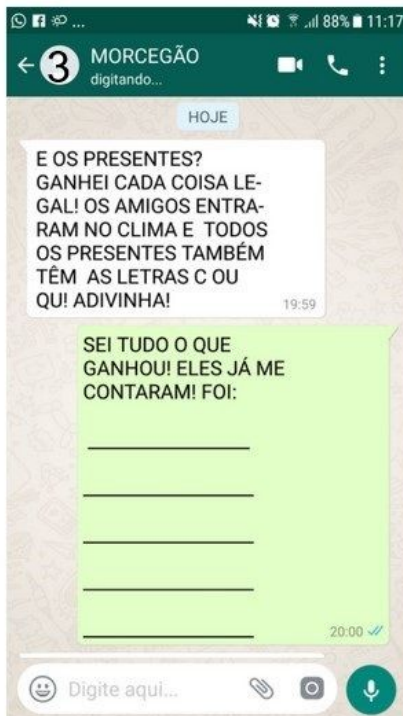 ... 88% 11:17
3 MORCEGÃO
digitando...
HOJE
E OS PRESENTES?
GANHEI CADA COISA LE-
GAL! OS AMIGOS ENTRA-
RAM NO CLIMA E TODOS
OS PRESENTES TAMBÉM
TÊM AS LETRAS C OU
QU! ADIVINHA!
19:59
SEI TUDO O QUE
GANHOU! ELES JÁ ME
CONTARAM! FOI:
20:00
Digite aqui...